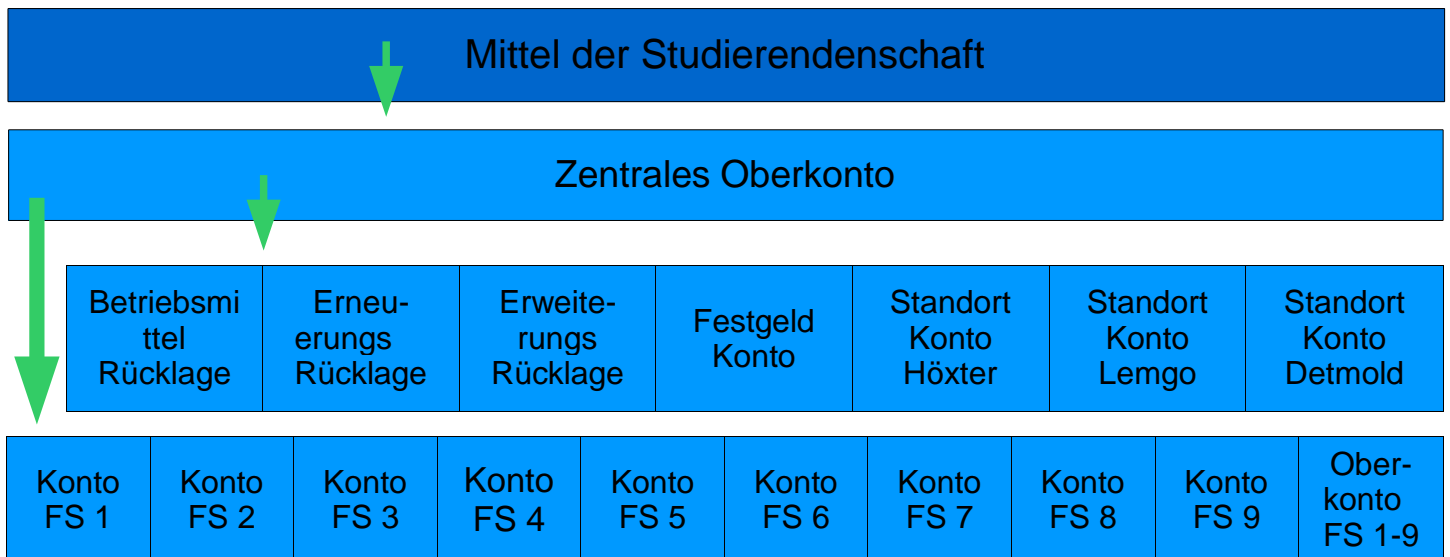 Mittel der Studierendenschaft
Zentrales Oberkonto
Betriebsmi
ttel
Rücklage
Erneu-
erungs
Rücklage
Erweite-
rungs
Rücklage
Festgeld
Konto
Standort
Konto
Höxter
Standort
Konto
Lemgo
Standort
Konto
Detmold
Konto
FS 1
Konto
FS 2
Konto
FS 3
Konto
FS 4
Konto
FS 5
Konto
FS 6
Konto
FS 7
Konto
FS 8
Konto
FS 9
Ober-
konto
FS 1-9